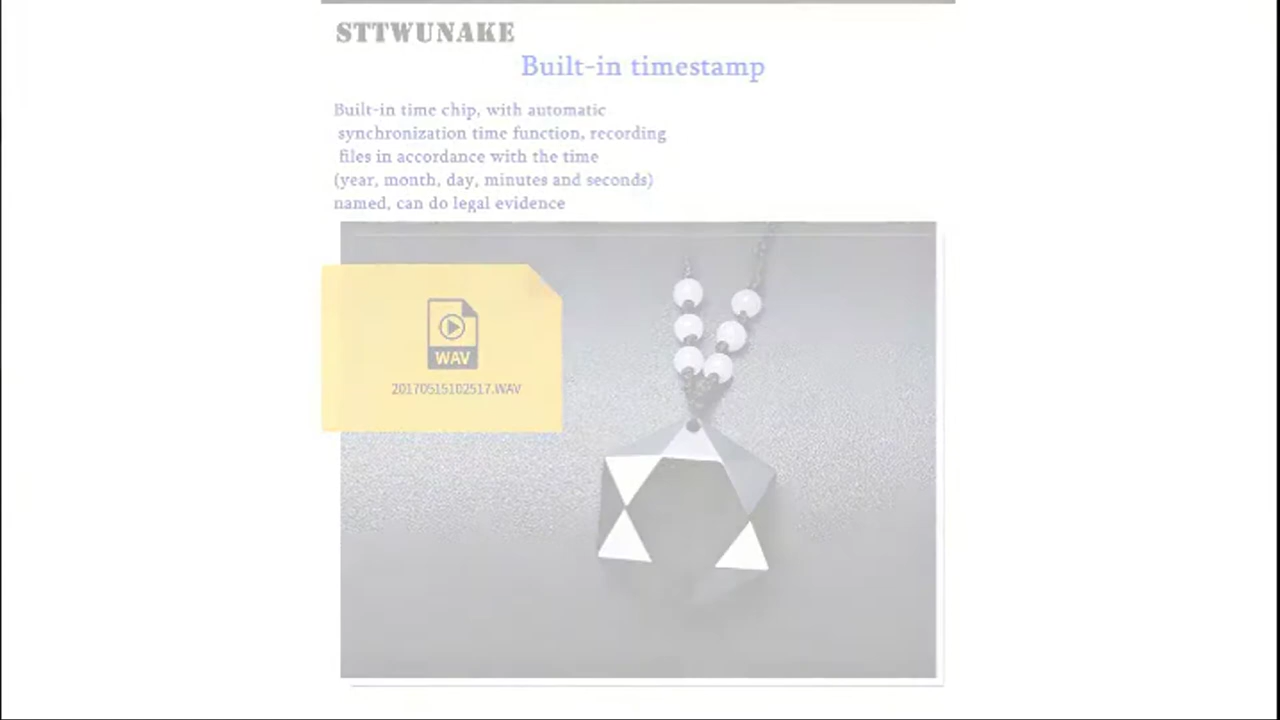 STTWUNAKE
Built-in timestamp
Built-in time chip, with automatic
synchronization time function, recording
files in accordance with the time
(year, month, day, minutes and seconds)
named, can do legal evidence
WAV
20170515102517.WAV